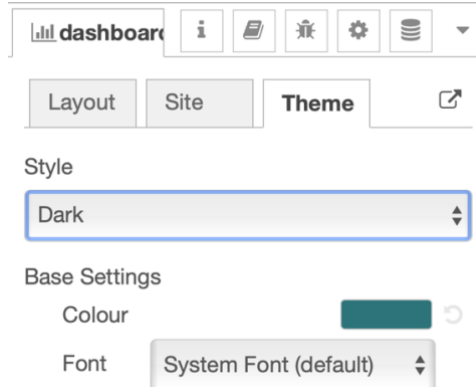 dashboard
Layout Site Theme
Style
Dark
Base Settings
Colour
Font System Font (default)